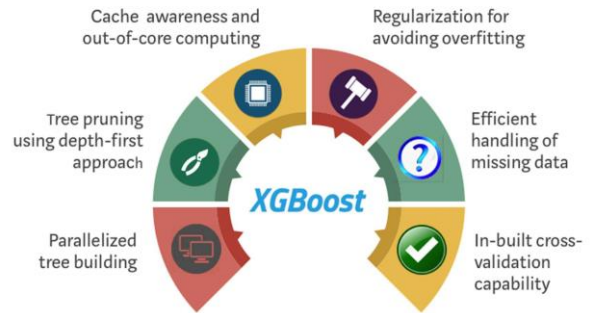 Cache awareness and
out-of-core computing
Regularization for
avoiding overfitting
Tree pruning
using depth-first
approach
Efficient
handling of
missing data
?
XGBoost
Parallelized
tree building
In-built cross-
validation
capability